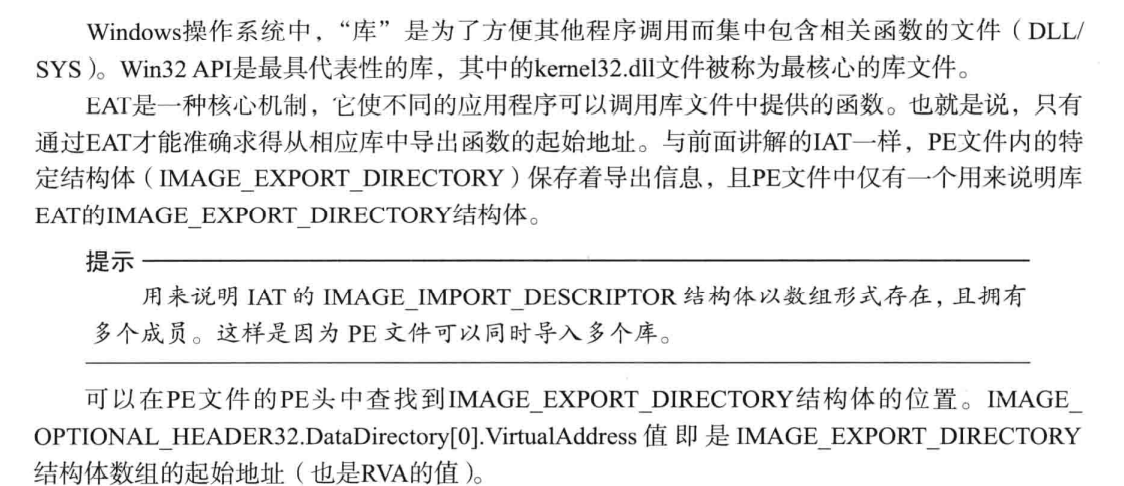 Windows操作系统中，“库”是为了方便其他程序调用而集中包含相关函数的文件（DLL/
SYS）。Win32 API是最具代表性的库，其中的kernel32.dll文件被称为最核心的库文件。
EAT是一种核心机制，它使不同的应用程序可以调用库文件中提供的函数。也就是说，只有
通过EAT才能准确求得从相应库中导出函数的起始地址。与前面讲解的IAT一样，PE文件内的特
定结构体（IMAGE_EXPORT_DIRECTORY）保存着导出信息，且PE文件中仅有一个用来说明库
EAT的IMAGE_EXPORT_DIRECTORY结构体。
提示
用来说明 IAT 的 IMAGE_IMPORT_DESCRIPTOR 结构体以数组形式存在，且拥有
多个成员。这样是因为 PE 文件可以同时导入多个库。
可以在PE文件的PE头中查找到IMAGE_EXPORT_DIRECTORY结构体的位置。IMAGE_
OPTIONAL_HEADER32.DataDirectory[0].VirtualAddress 值即是 IMAGE_EXPORT_DIRECTORY
结构体数组的起始地址（也是RVA的值）。